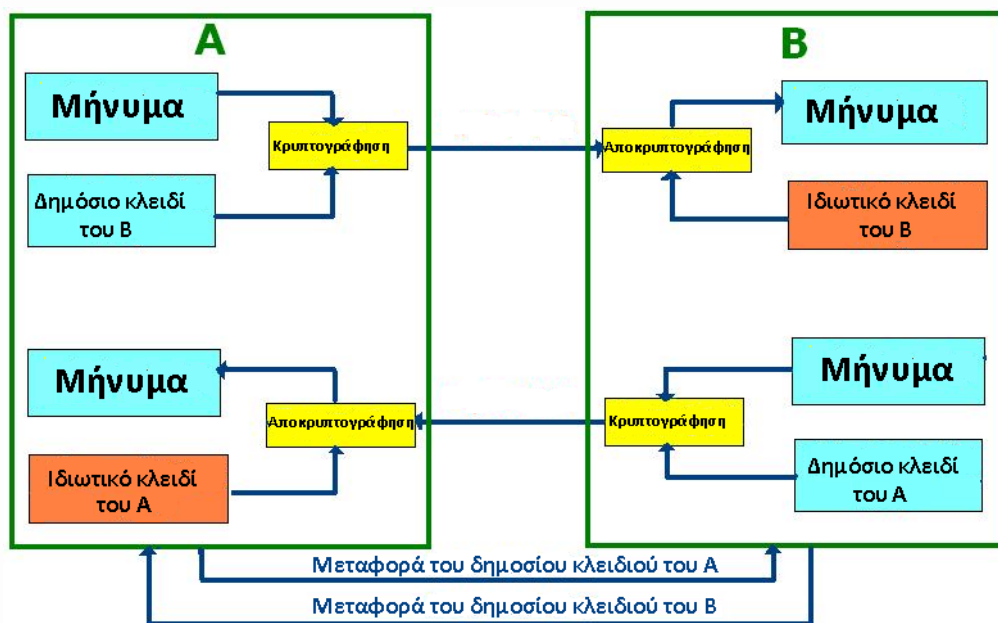 A
Μήνυμα
Κρυπτογράφηση
Δημόσιο κλειδί
του Β
Μήνυμα
Αποκρυπτογράφηση
Ιδιωτικό κλειδί
του Α
B
Μήνυμα
Αποκρυπτογράφηση
Ιδιωτικό κλειδί
του Β
Μήνυμα
Κρυπτογράφηση
Δημόσιο κλειδί
του Α
Μεταφορά του δημοσίου κλειδιού του Α
Μεταφορά του δημοσίου κλειδιού του Β